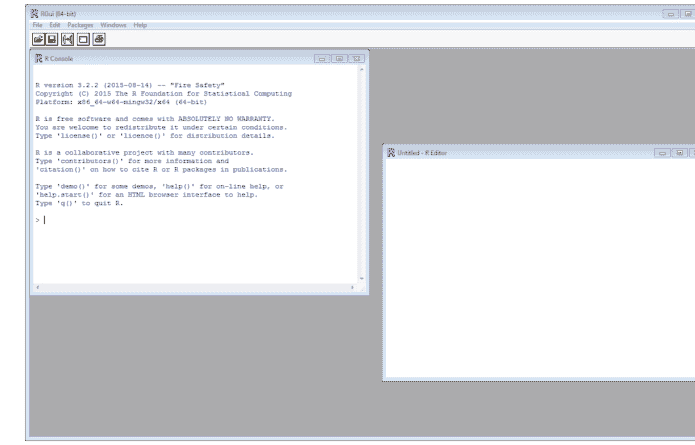 RGui (64-bit)
File Edit Packages Windows Help
R Console
R version 3.2.2 (2015-08-14) -- "Fire Safety"
Copyright (C) 2015 The R Foundation for Statistical Computing
Platform: x86_64-w64-mingw32/x64 (64-bit)
R is free software and comes with ABSOLUTELY NO WARRANTY.
You are welcome to redistribute it under certain conditions.
Type 'license()' or 'licence()' for distribution details.
R is a collaborative project with many contributors.
Type 'contributors()' for more information and
'citation()' on how to cite R or R packages in publications.
Type 'demo()' for some demos, 'help()' for on-line help, or
'help.start()' for an HTML browser interface to help.
Type 'q()' to quit R.
>
Untitled - R Editor